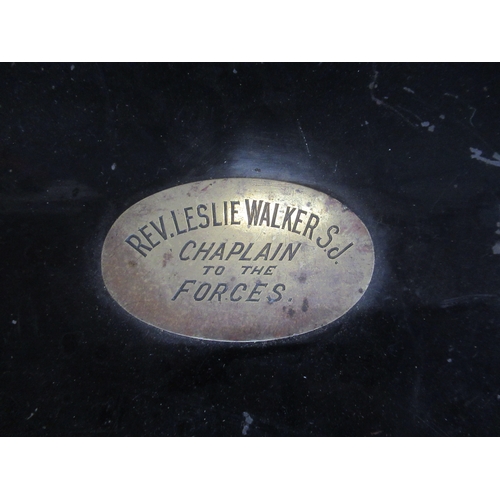 REV. LESLIE WALKER S.J.
CHAPLAIN
TO THE
FORCES.